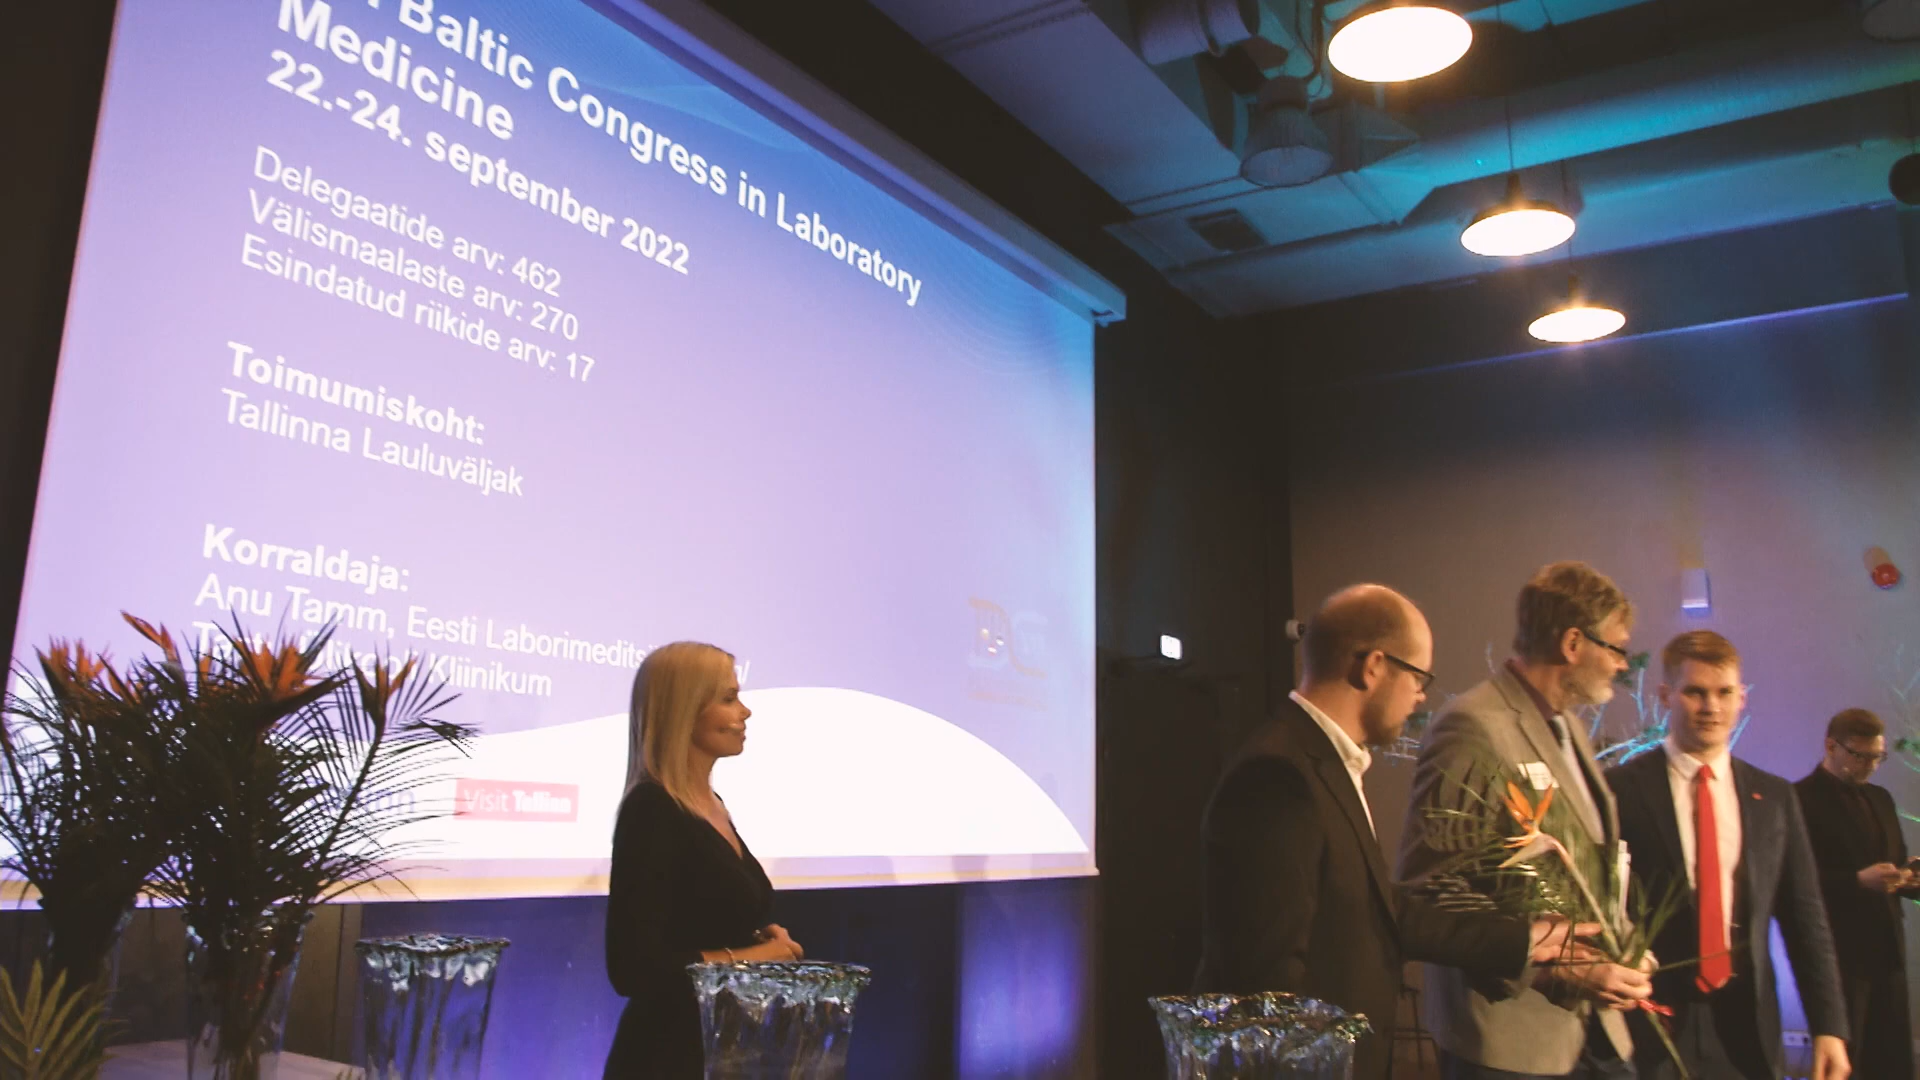 Baltic Congress in Laboratory
Medicine
22.-24. september 2022
Delegaatide arv: 462
Välismaalaste arv: 270
Esindatud riikide arv: 17
Toimumiskoht:
Tallinna Lauluväljak
Korraldaja:
Anu Tamm, Eesti
Kliinikum
Visit Tallinn